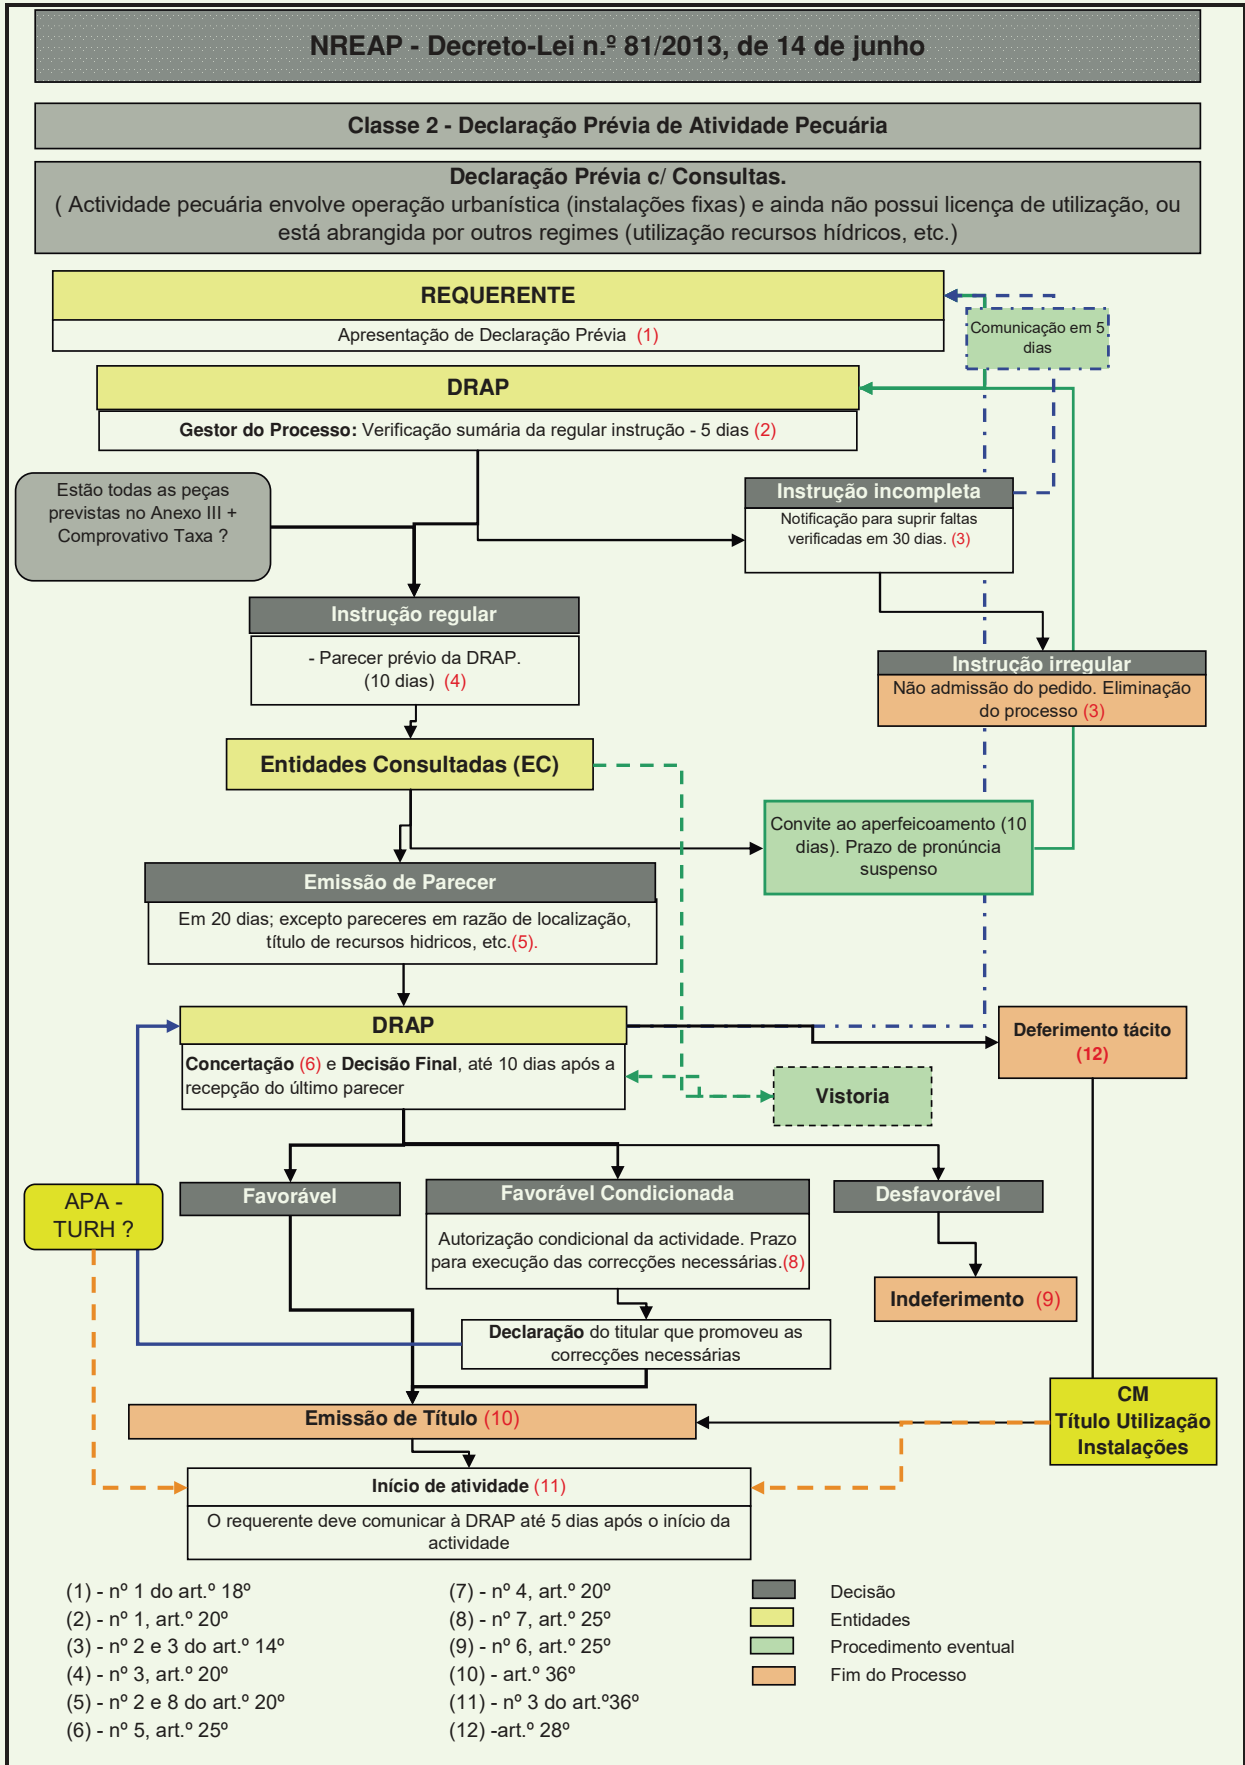 NREAP - Decreto-Lei n.º 81/2013, de 14 de junho
Classe 2 - Declaração Prévia de Atividade Pecuária
Declaração Prévia c/ Consultas.
( Actividade pecuária envolve operação urbanística (instalações fixas) e ainda não possui licença de utilização, ou
está abrangida por outros regimes (utilização recursos hídricos, etc.)
REQUERENTE
Apresentação de Declaração Prévia (1)
Comunicação em 5
dias
DRAP
Gestor do Processo: Verificação sumária da regular instrução - 5 dias (2)
Estão todas as peças
previstas no Anexo III +
Comprovativo Taxa ?
Instrução incompleta
Notificação para suprir faltas
verificadas em 30 dias. (3)
Instrução regular
- Parecer prévio da DRAP.
(10 dias) (4)
Instrução irregular
Não admissão do pedido. Eliminação
do processo (3)
Entidades Consultadas (EC)
Convite ao aperfeicoamento (10
dias). Prazo de pronúncia
suspenso
Emissão de Parecer
Em 20 dias; excepto pareceres em razão de localização,
título de recursos hidricos, etc.(5).
DRAP
Concertação (6) e Decisão Final, até 10 dias após a
recepção do último parecer
Deferimento tácito
(12)
Vistoria
APA -
TURH ?
Favorável
Favorável Condicionada
Autorização condicional da actividade. Prazo
para execução das correcções necessárias.(8)
Desfavorável
Indeferimento (9)
Declaração do titular que promoveu as
correcções necessárias
Emissão de Título (10)
CM
Título Utilização
Instalações
Início de atividade (11)
O requerente deve comunicar à DRAP até 5 dias após o início da
actividade
(1) - nº 1 do art.º 18º
(2) - nº 1, art.º 20º
(3) - nº 2 e 3 do art.º 14º
(4) - nº 3, art.º 20º
(5) - nº 2 e 8 do art.º 20º
(6) - nº 5, art.º 25º
(7) - nº 4, art.º 20º
(8) - nº 7, art.º 25º
(9) - nº 6, art.º 25º
(10) - art.º 36º
(11) - nº 3 do art.º36º
(12) -art.º 28º
Decisão
Entidades
Procedimento eventual
Fim do Processo